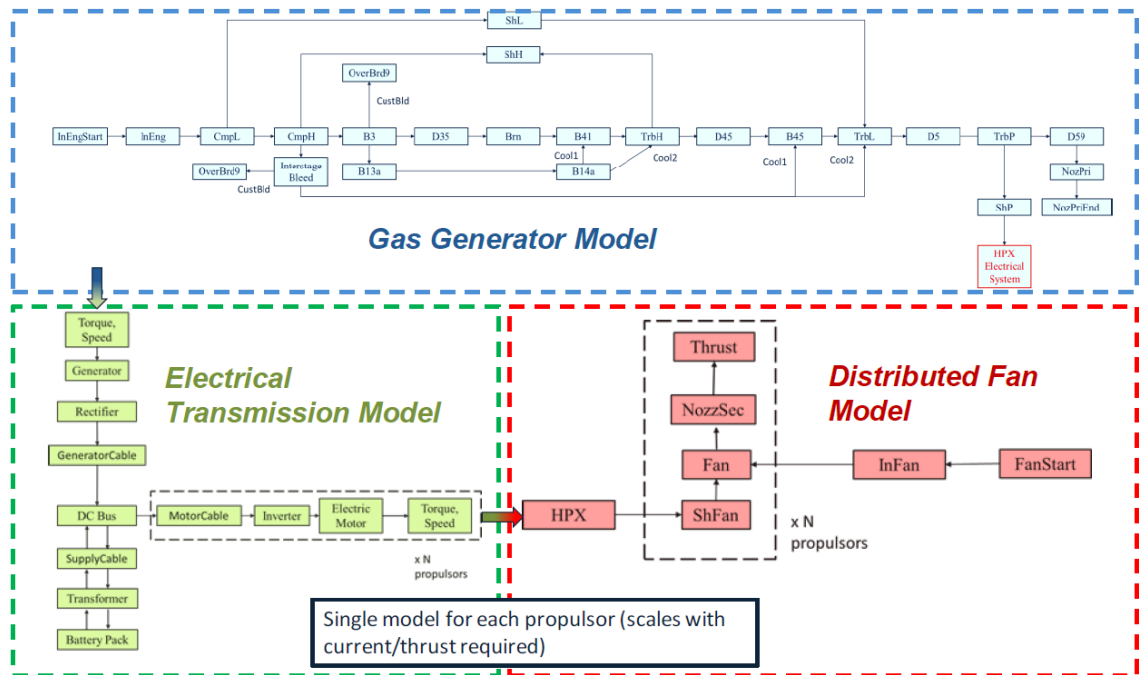 ShL
ShH
OverBrd9
CustBld
InEngStart
InEng
CmpL
CmpH
B3
D35
Brn
B41
TrbH
D45
B45
TrbL
D5
TrbP
D59
Cool1
Cool2
Cool1
Cool2
OverBrd9
CustBld
Interstage
Bleed
B13a
B14a
NozPri
ShP
NozPriEnd
HPX
Electrical
System
Gas Generator Model
Torque,
Speed
Generator
Rectifier
GeneratorCable
DC Bus
SupplyCable
Transformer
Battery Pack
MotorCable
Inverter
Electric
Motor
Torque,
Speed
x N
propulsors
Electrical
Transmission Model
Thrust
NozzSec
Fan
ShFan
HPX
InFan
FanStart
x N
propulsors
Distributed Fan
Model
Single model for each propulsor (scales with
current/thrust required)